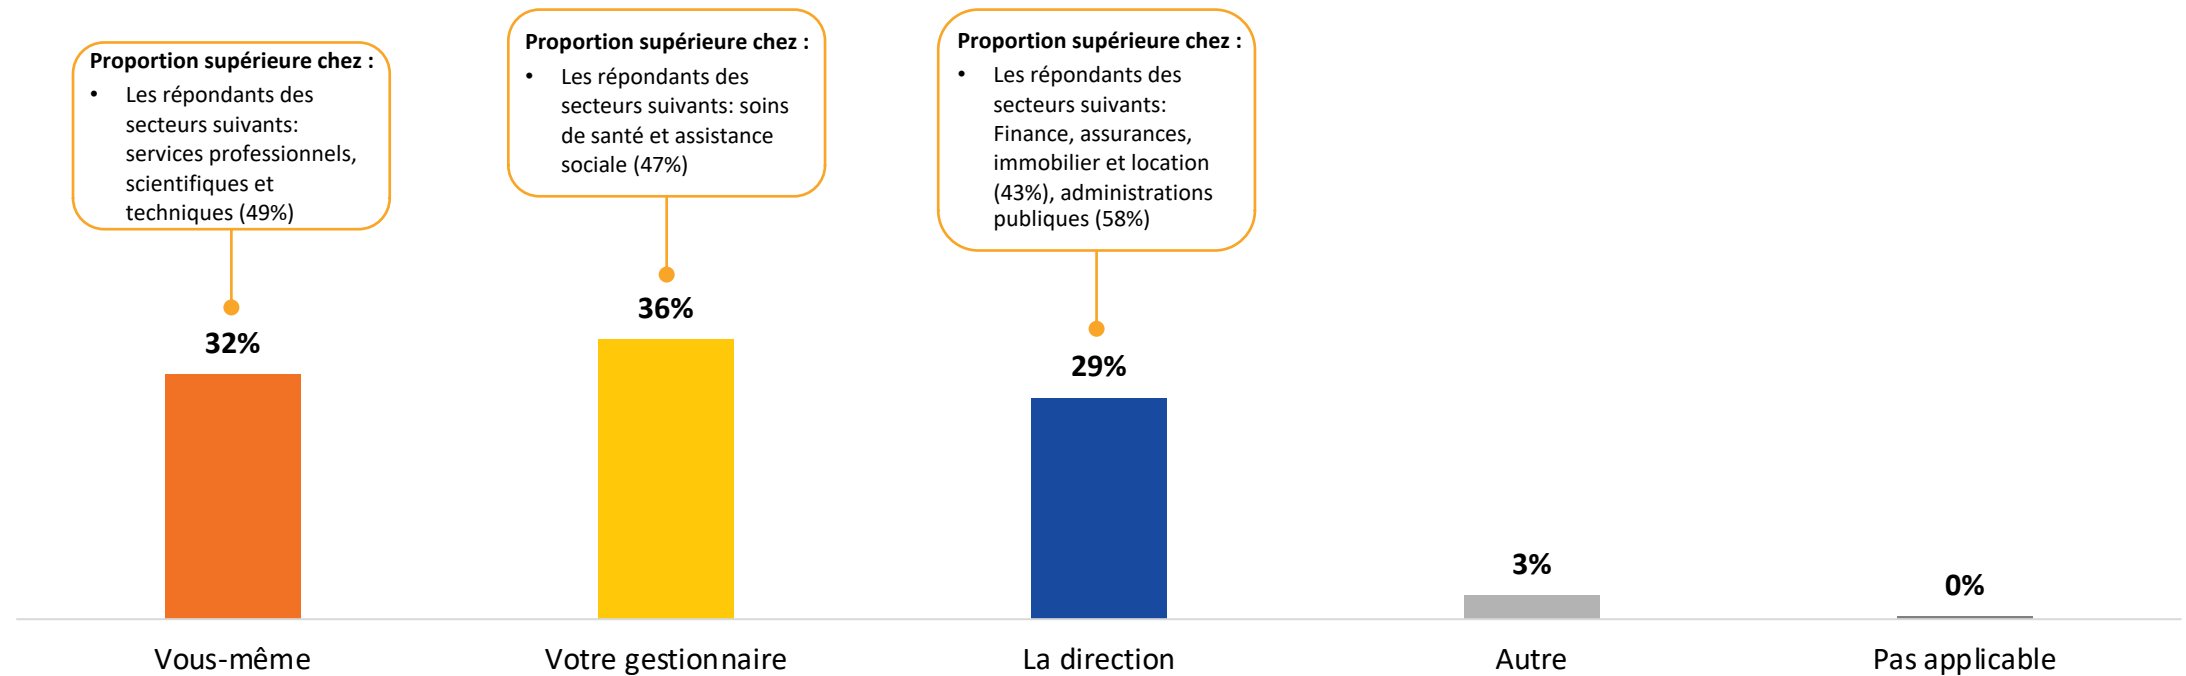 Proportion supérieure chez :
• Les répondants des
secteurs suivants:
services professionnels,
scientifiques et
techniques (49%)
Proportion supérieure chez :
• Les répondants des
secteurs suivants: soins
de santé et assistance
sociale (47%)
Proportion supérieure chez :
• Les répondants des
secteurs suivants:
Finance, assurances,
immobilier et location
(43%), administrations
publiques (58%)
32%
36%
29%
3%
0%
Vous-même
Votre gestionnaire
La direction
Autre
Pas applicable